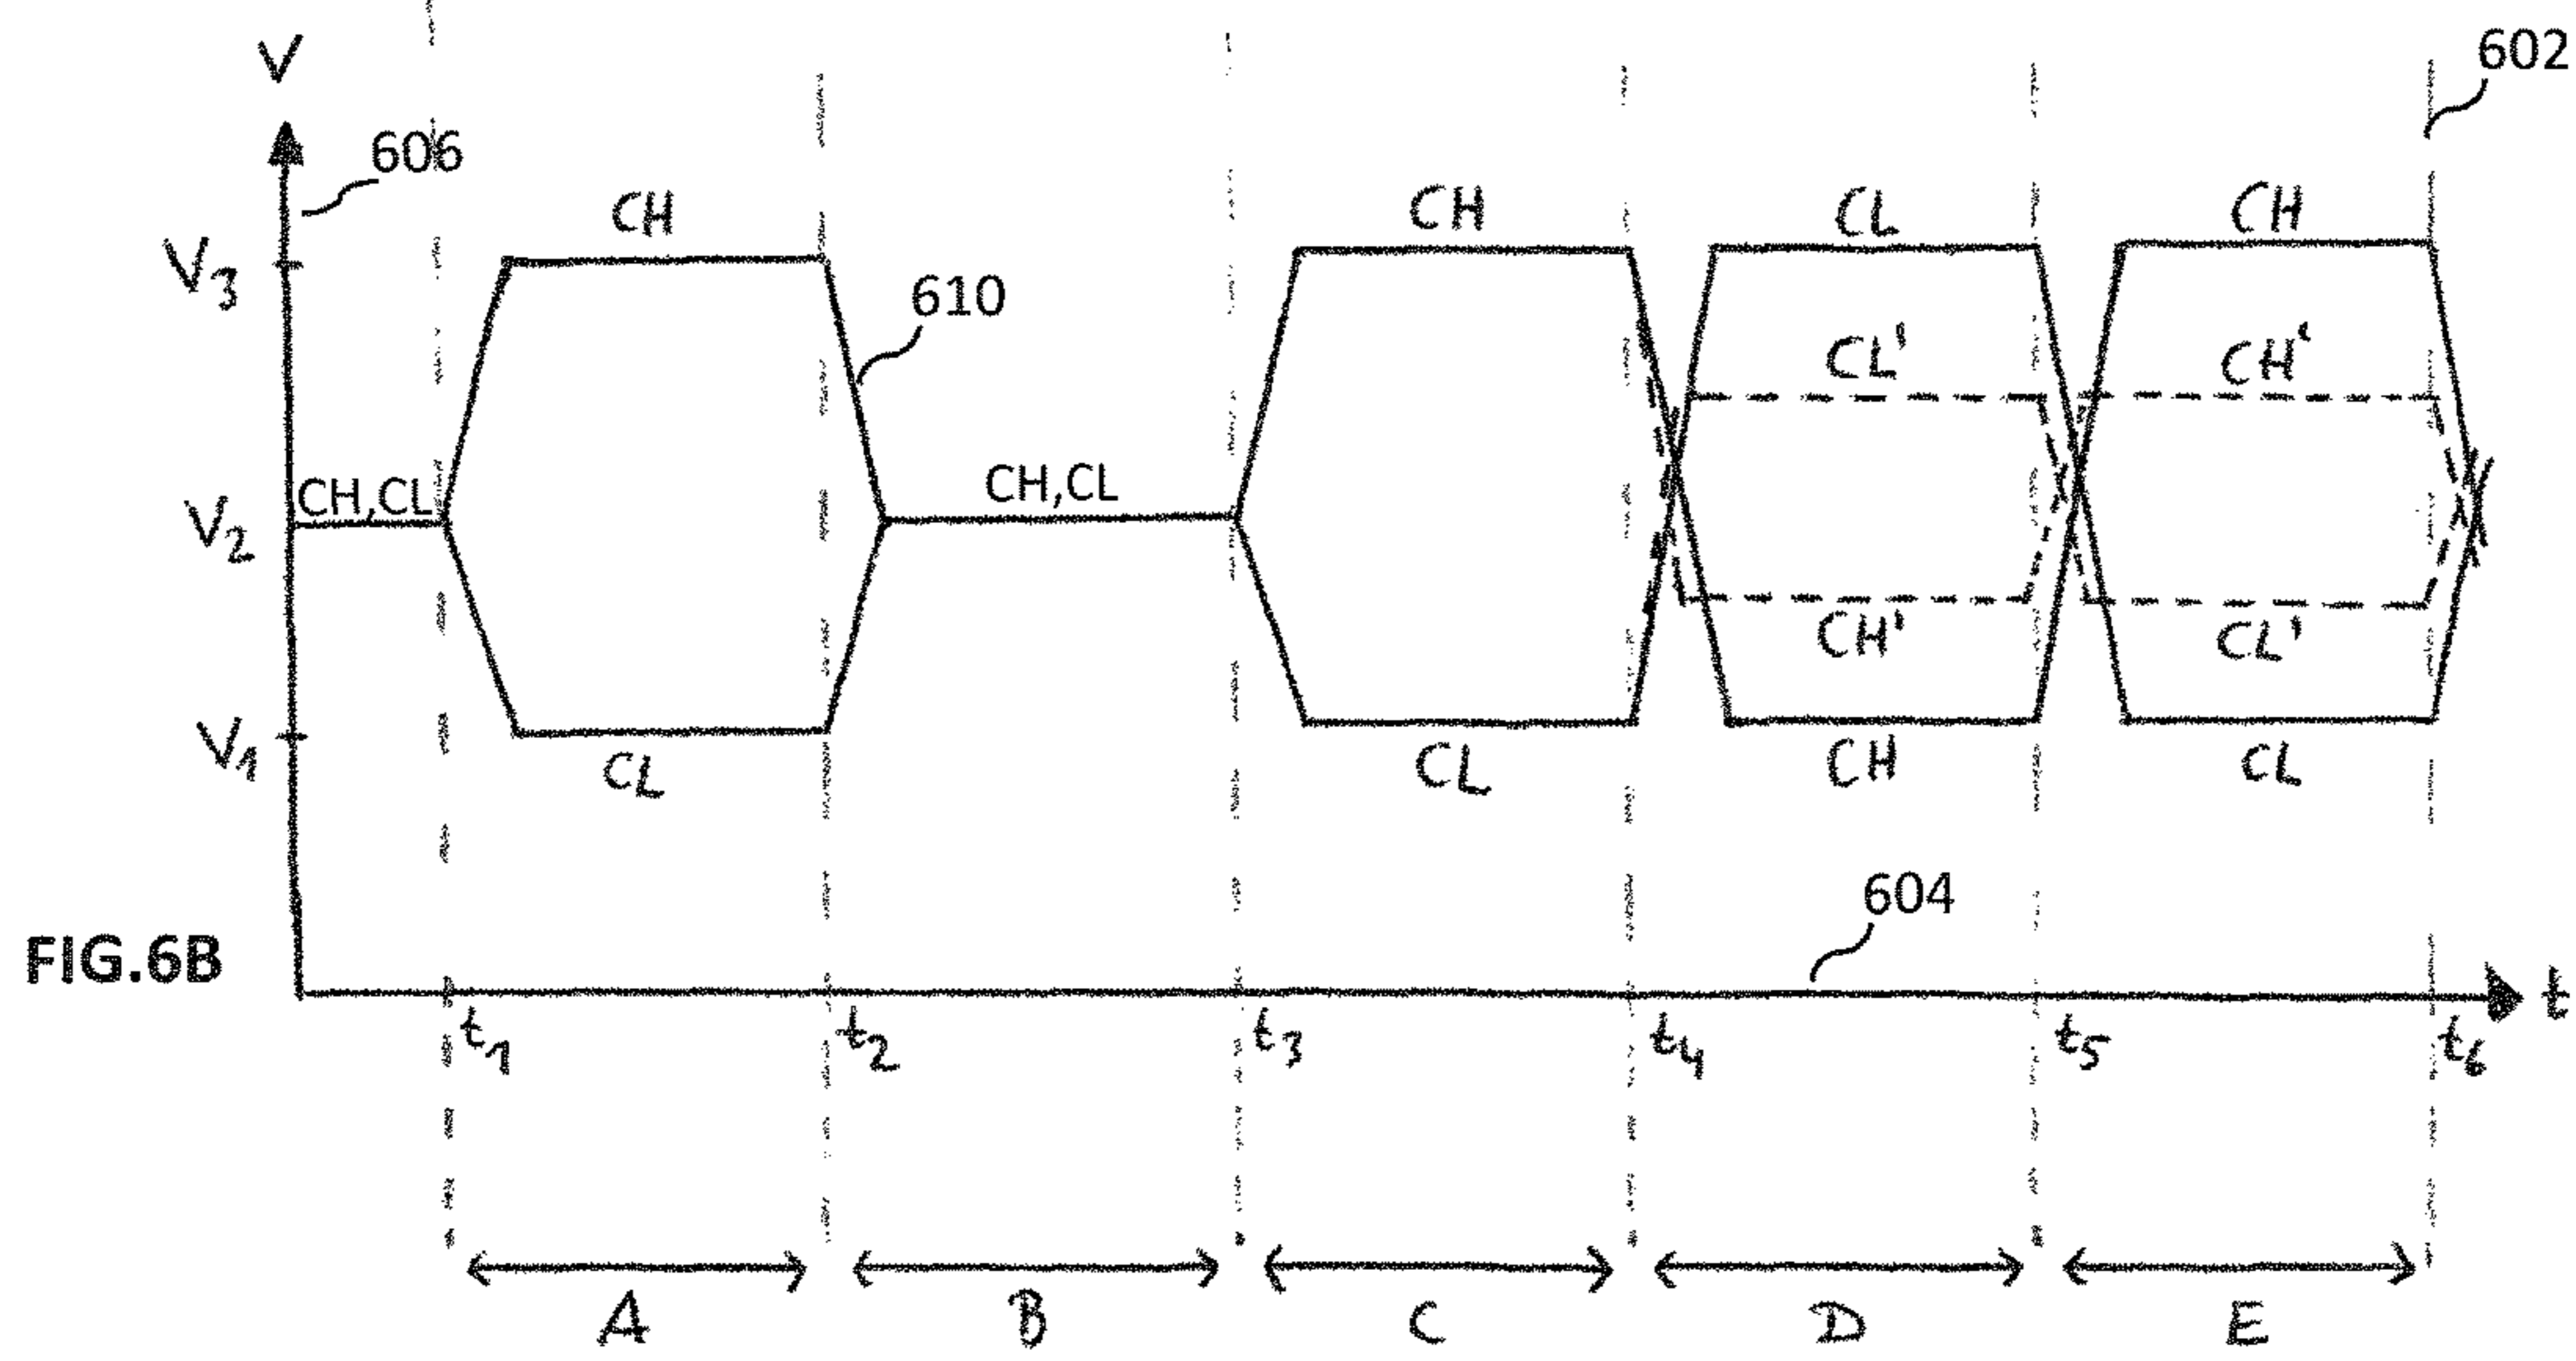 602
V
606
CH CH CL CH
V3
610
CL' CH'
CH,CL CH,CL
V2
CH' CL'
V1
CL CL CH CL
604
FIG.6B
t
t1 t2 t3 t4 t5 t6
A B C D E